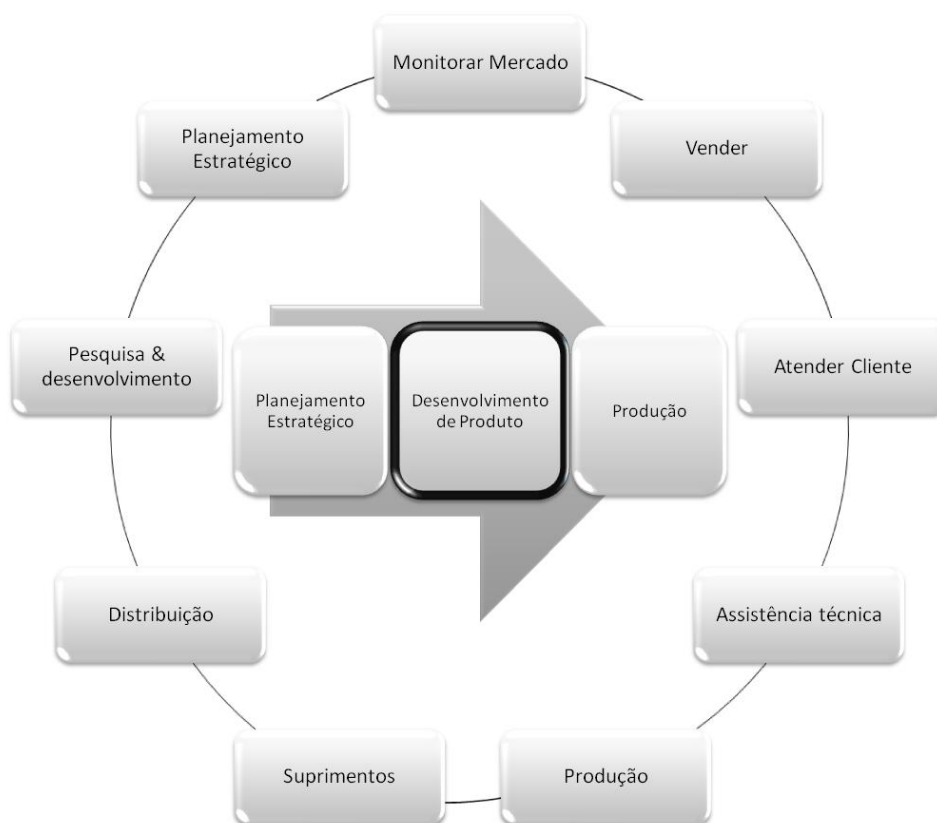 Monitorar Mercado
Planejamento
Estratégico
Vender
Pesquisa &
desenvolvimento
Planejamento
Estratégico
Desenvolvimento
de Produto
Produção
Atender Cliente
Distribuição
Assistência técnica
Suprimentos
Produção